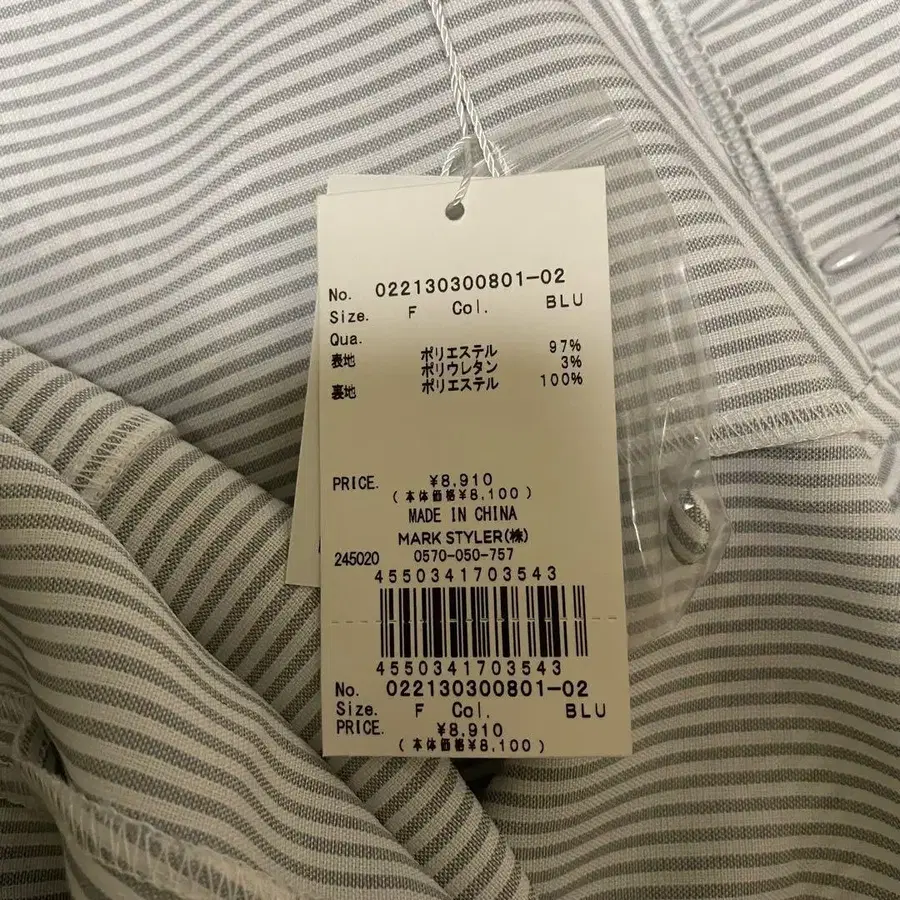 No. 022130300801-02
Size. F Col. BLU
Qua.
表地 ポリエステル 97%
ポリウレタン 3%
裏地 ポリエステル 100%
PRICE. ¥8,910
(本体価格¥8,100)
MADE IN CHINA
MARK STYLER(株)
245020 0570-050-757
4550341703543
4550341703543
No. 022130300801-02
Size. F Col. BLU
PRICE. ¥8,910
(本体価格¥8,100)